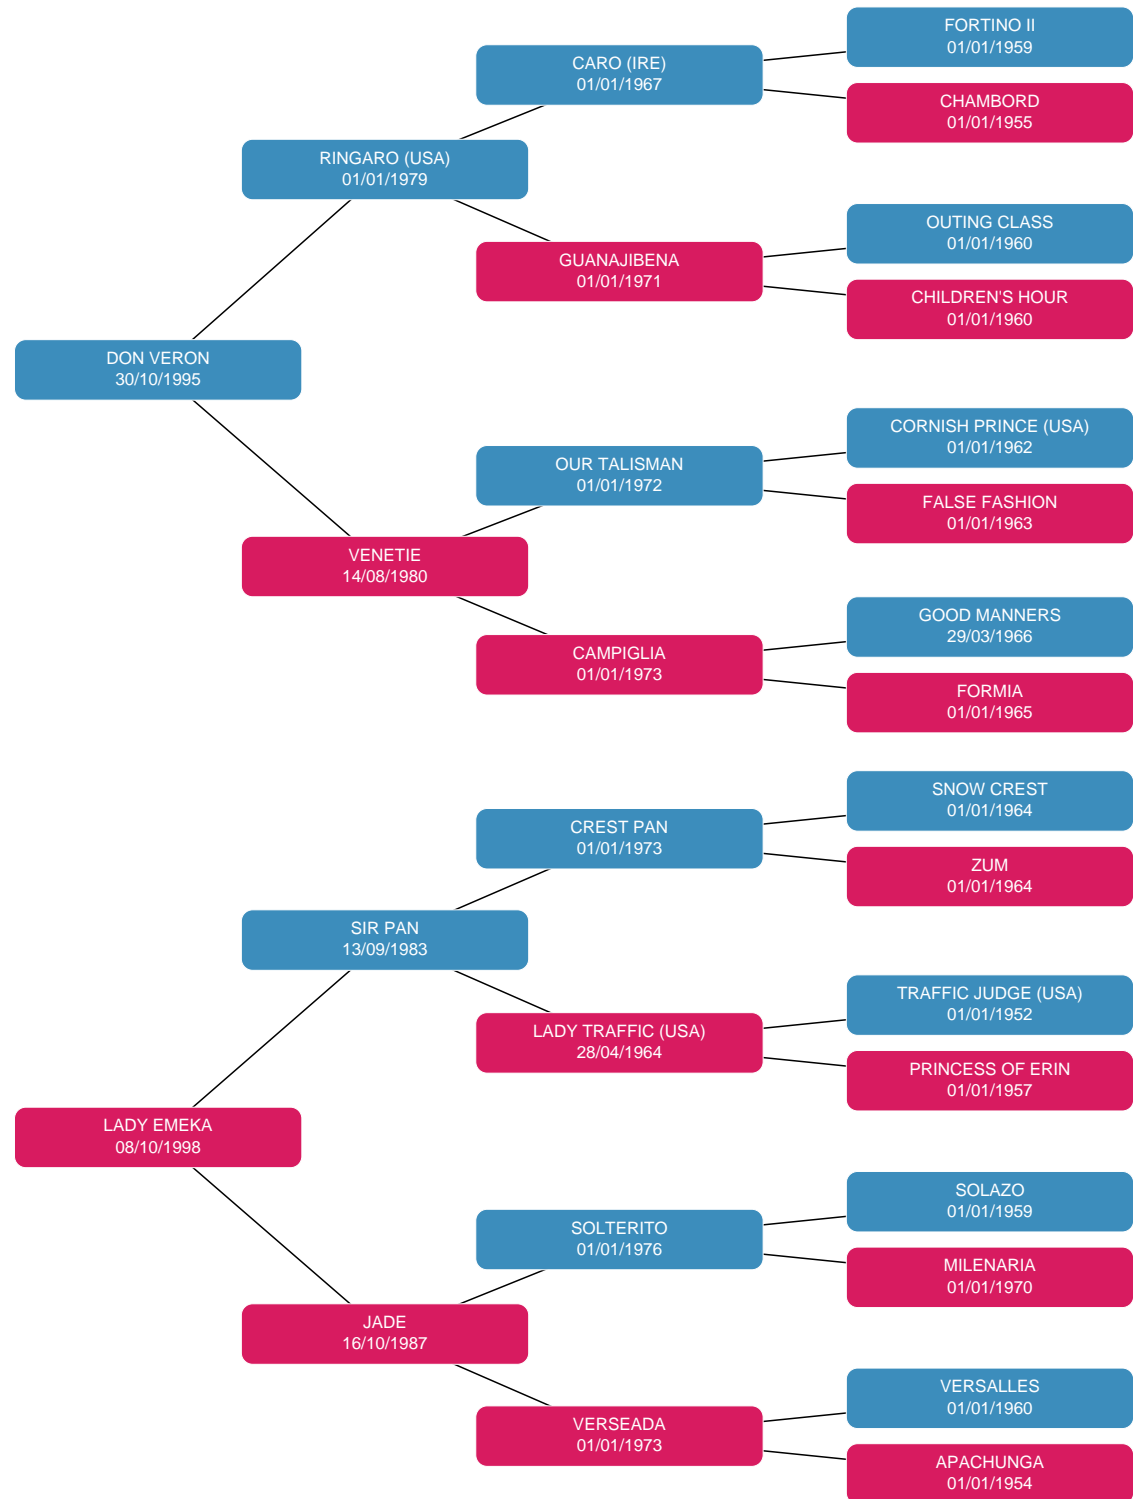 FORTINO II
01/01/1959
CARO (IRE)
01/01/1967
CHAMBORD
01/01/1955
RINGARO (USA)
01/01/1979
OUTING CLASS
01/01/1960
GUANAJIBENA
01/01/1971
CHILDREN'S HOUR
01/01/1960
DON VERON
30/10/1995
CORNISH PRINCE (USA)
01/01/1962
OUR TALISMAN
01/01/1972
FALSE FASHION
01/01/1963
VENETIE
14/08/1980
GOOD MANNERS
29/03/1966
CAMPIGLIA
01/01/1973
FORMIA
01/01/1965
SNOW CREST
01/01/1964
CREST PAN
01/01/1973
ZUM
01/01/1964
SIR PAN
13/09/1983
TRAFFIC JUDGE (USA)
01/01/1952
LADY TRAFFIC (USA)
28/04/1964
PRINCESS OF ERIN
01/01/1957
LADY EMEKA
08/10/1998
SOLAZO
01/01/1959
SOLTERITO
01/01/1976
MILENARIA
01/01/1970
JADE
16/10/1987
VERSALLES
01/01/1960
VERSEADA
01/01/1973
APACHUNGA
01/01/1954